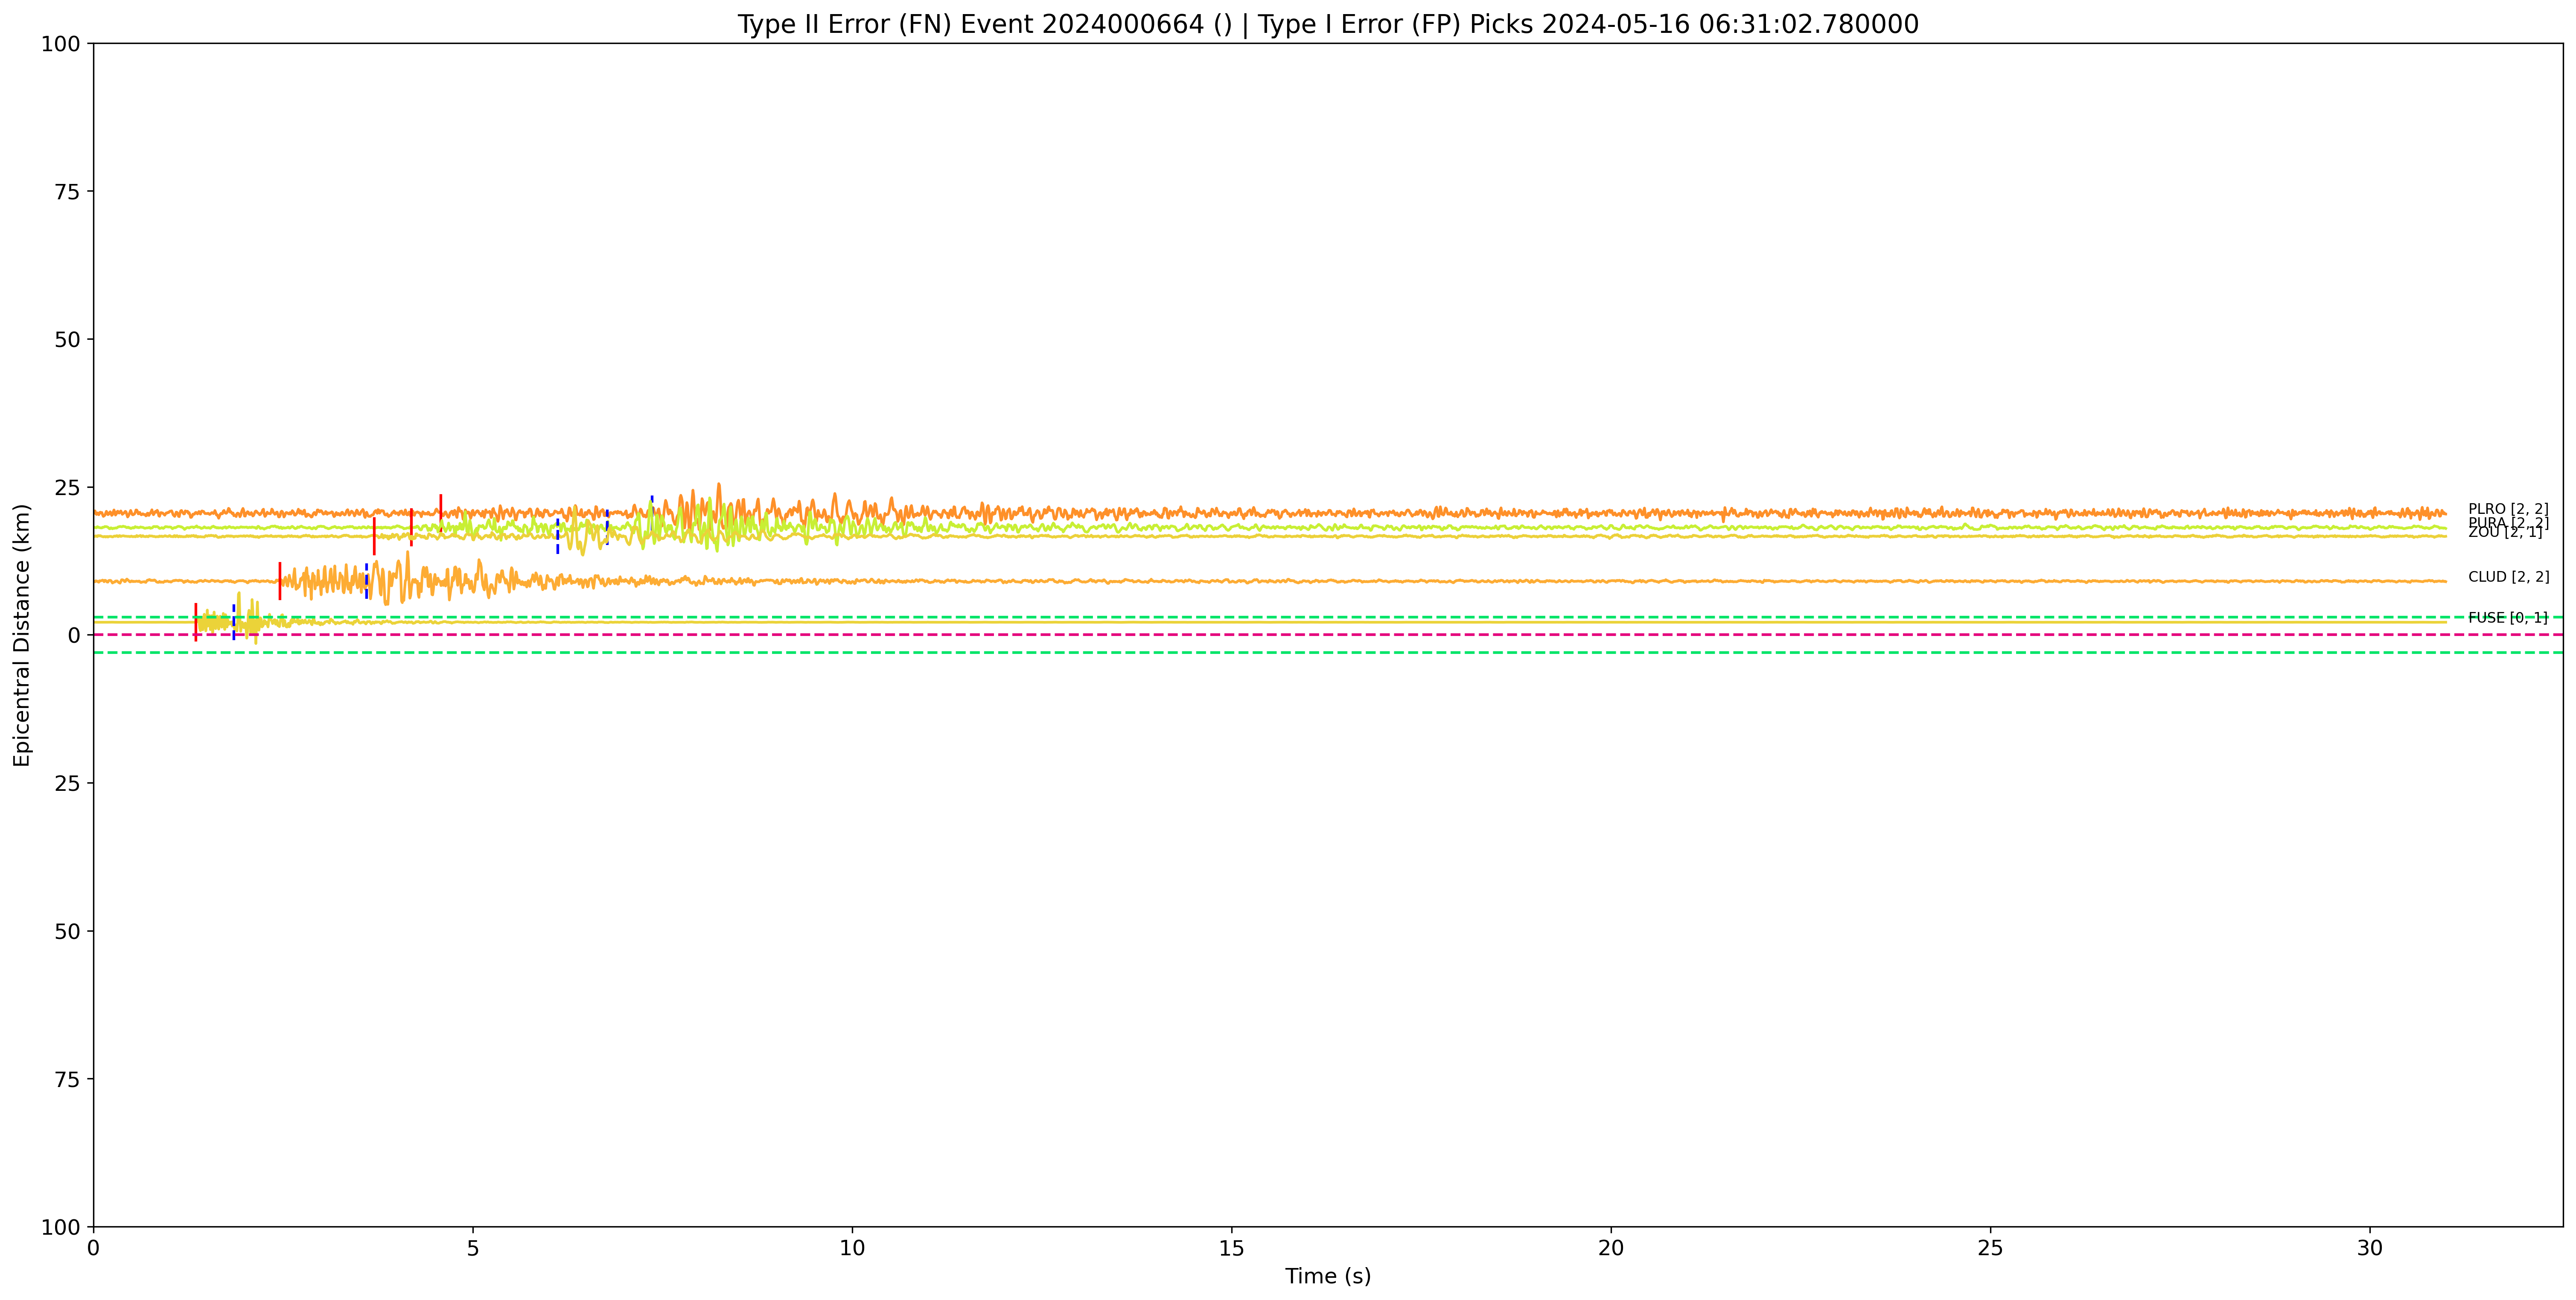 Type II Error (FN) Event 2024000664 () | Type I Error (FP) Picks 2024-05-16 06:31:02.780000
Epicentral Distance (km)
100
75
50
25
0
25
50
75
100
PLRO [2, 2]
PURA [2, 2]
ZOU [2, 1]
CLUD [2, 2]
FUSE [0, 1]
0
5
10
15
20
25
30
Time (s)